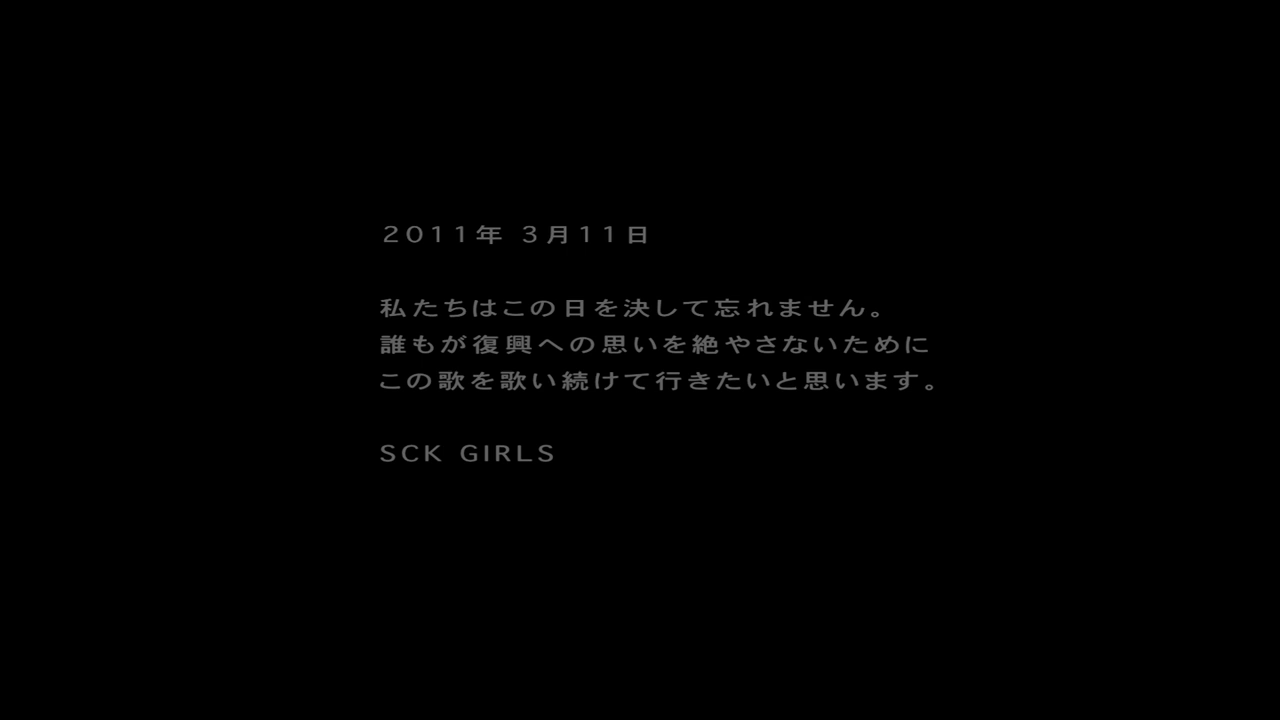 2011年 3月11日
私たちはこの日を決して忘れません。
誰もが復興への思いを絶やさないために
この歌を歌い続けて行きたいと思います。
SCK GIRLS